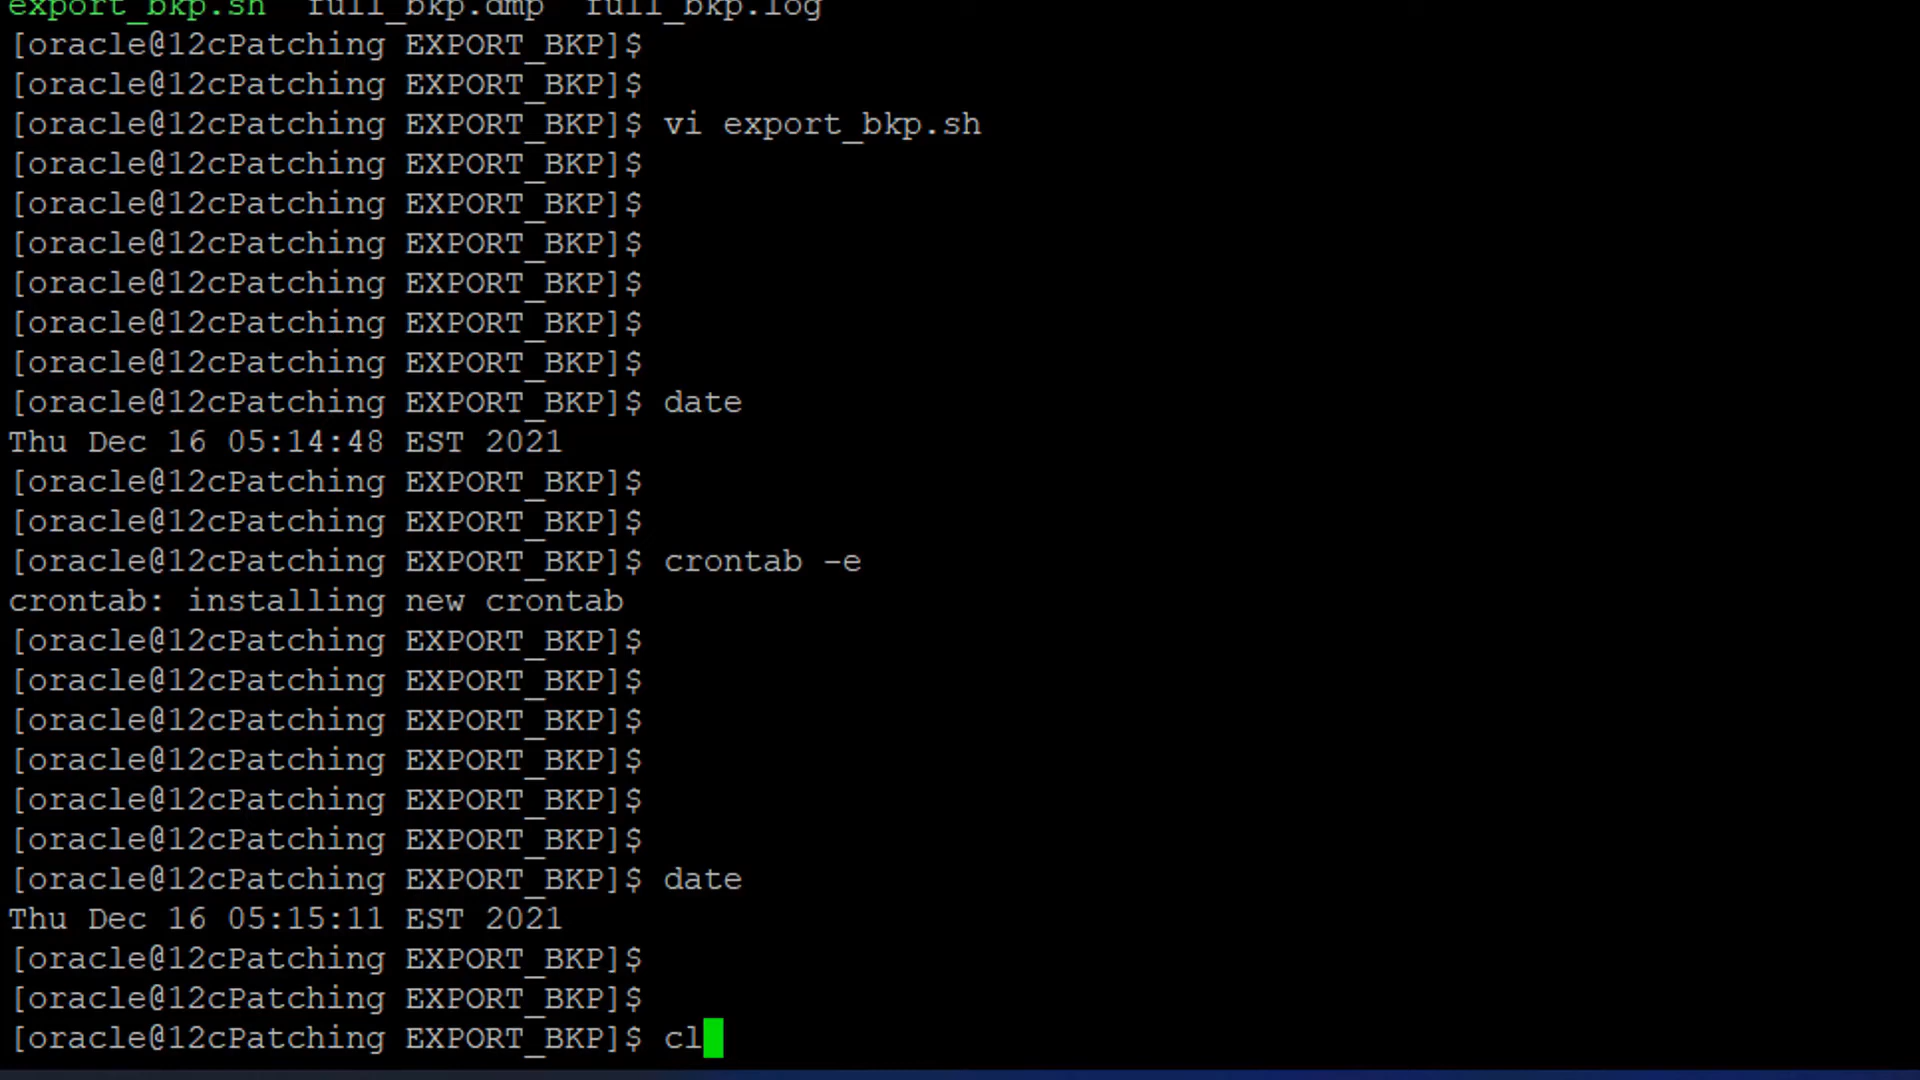 export_bkp.sh  full_bkp.dmp  full_bkp.log
[oracle@12cPatching EXPORT_BKP]$
[oracle@12cPatching EXPORT_BKP]$
[oracle@12cPatching EXPORT_BKP]$ vi export_bkp.sh
[oracle@12cPatching EXPORT_BKP]$
[oracle@12cPatching EXPORT_BKP]$
[oracle@12cPatching EXPORT_BKP]$
[oracle@12cPatching EXPORT_BKP]$
[oracle@12cPatching EXPORT_BKP]$
[oracle@12cPatching EXPORT_BKP]$
[oracle@12cPatching EXPORT_BKP]$ date
Thu Dec 16 05:14:48 EST 2021
[oracle@12cPatching EXPORT_BKP]$
[oracle@12cPatching EXPORT_BKP]$
[oracle@12cPatching EXPORT_BKP]$ crontab -e
crontab: installing new crontab
[oracle@12cPatching EXPORT_BKP]$
[oracle@12cPatching EXPORT_BKP]$
[oracle@12cPatching EXPORT_BKP]$
[oracle@12cPatching EXPORT_BKP]$
[oracle@12cPatching EXPORT_BKP]$
[oracle@12cPatching EXPORT_BKP]$
[oracle@12cPatching EXPORT_BKP]$ date
Thu Dec 16 05:15:11 EST 2021
[oracle@12cPatching EXPORT_BKP]$
[oracle@12cPatching EXPORT_BKP]$
[oracle@12cPatching EXPORT_BKP]$ cl